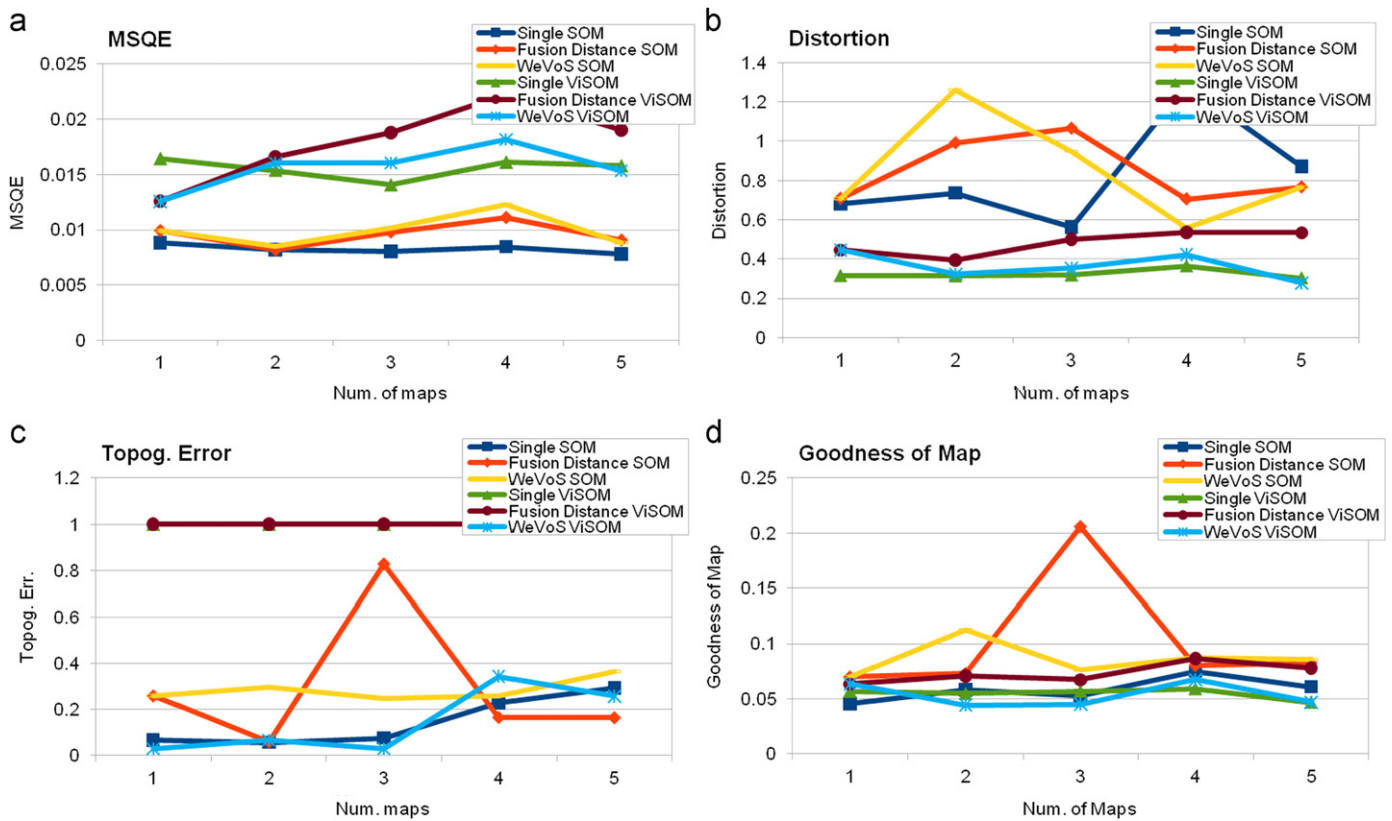 a
MSQE
Single SOM
Fusion Distance SOM
WeVoS SOM
Single ViSOM
Fusion Distance ViSOM
WeVoS ViSOM
0.025
0.02
0.015
0.01
0.005
0
MSQE
1 2 3 4 5
Num. of maps
b
Distortion
Single SOM
Fusion Distance SOM
WeVoS SOM
Single ViSOM
Fusion Distance ViSOM
WeVoS ViSOM
1.4
1.2
1
0.8
0.6
0.4
0.2
0
Distortion
1 2 3 4 5
Num. of maps
c
Topog. Error
Single SOM
Fusion Distance SOM
WeVoS SOM
Single ViSOM
Fusion Distance ViSOM
WeVoS ViSOM
1.2
1
0.8
0.6
0.4
0.2
0
Topog. Err.
1 2 3 4 5
Num. maps
d
Goodness of Map
Single SOM
Fusion Distance SOM
WeVoS SOM
Single ViSOM
Fusion Distance ViSOM
WeVoS ViSOM
0.25
0.2
0.15
0.1
0.05
0
Goodness of Map
1 2 3 4 5
Num. of Maps